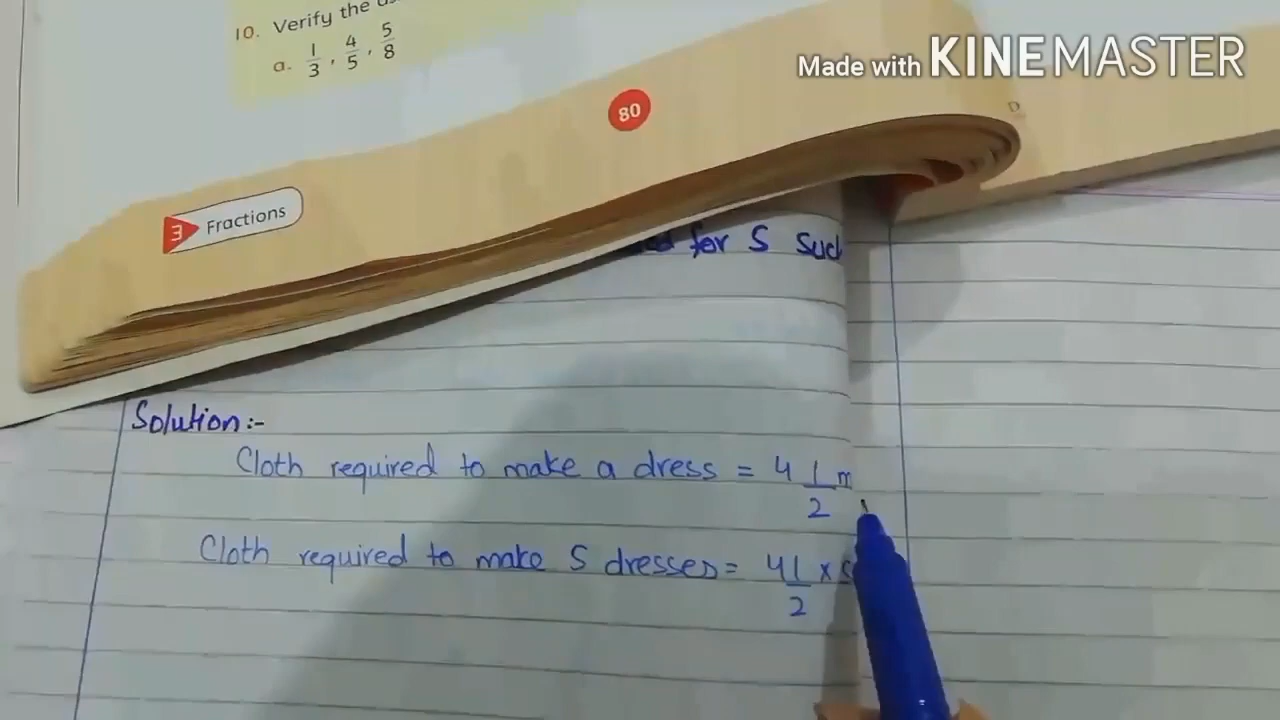 10. Verify the
a. 1/3, 4/5, 5/8
Made with KINEMASTER
80
D
3 Fractions
for 5 such
Solution:-
Cloth required to make a dress = 4 1/2 m
Cloth required to make 5 dresses = 4 1/2 × 5